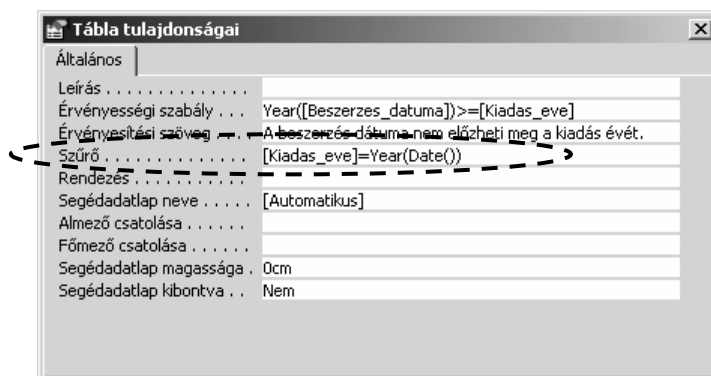 Tábla tulajdonságai
Általános
Leírás . . . . . . . . . . . . . .
Érvényességi szabály . . . Year([Beszerzes_datuma])>=[Kiadas_eve]
Érvényesítési szöveg . . . . A beszerzés dátuma nem előzheti meg a kiadás évét.
Szűrő . . . . . . . . . . . . . . [Kiadas_eve]=Year(Date())
Rendezés . . . . . . . . . . .
Segédadatlap neve . . . . . [Automatikus]
Almező csatolása . . . . . .
Főmező csatolása . . . . . .
Segédadatlap magassága . 0cm
Segédadatlap kibontva . . Nem